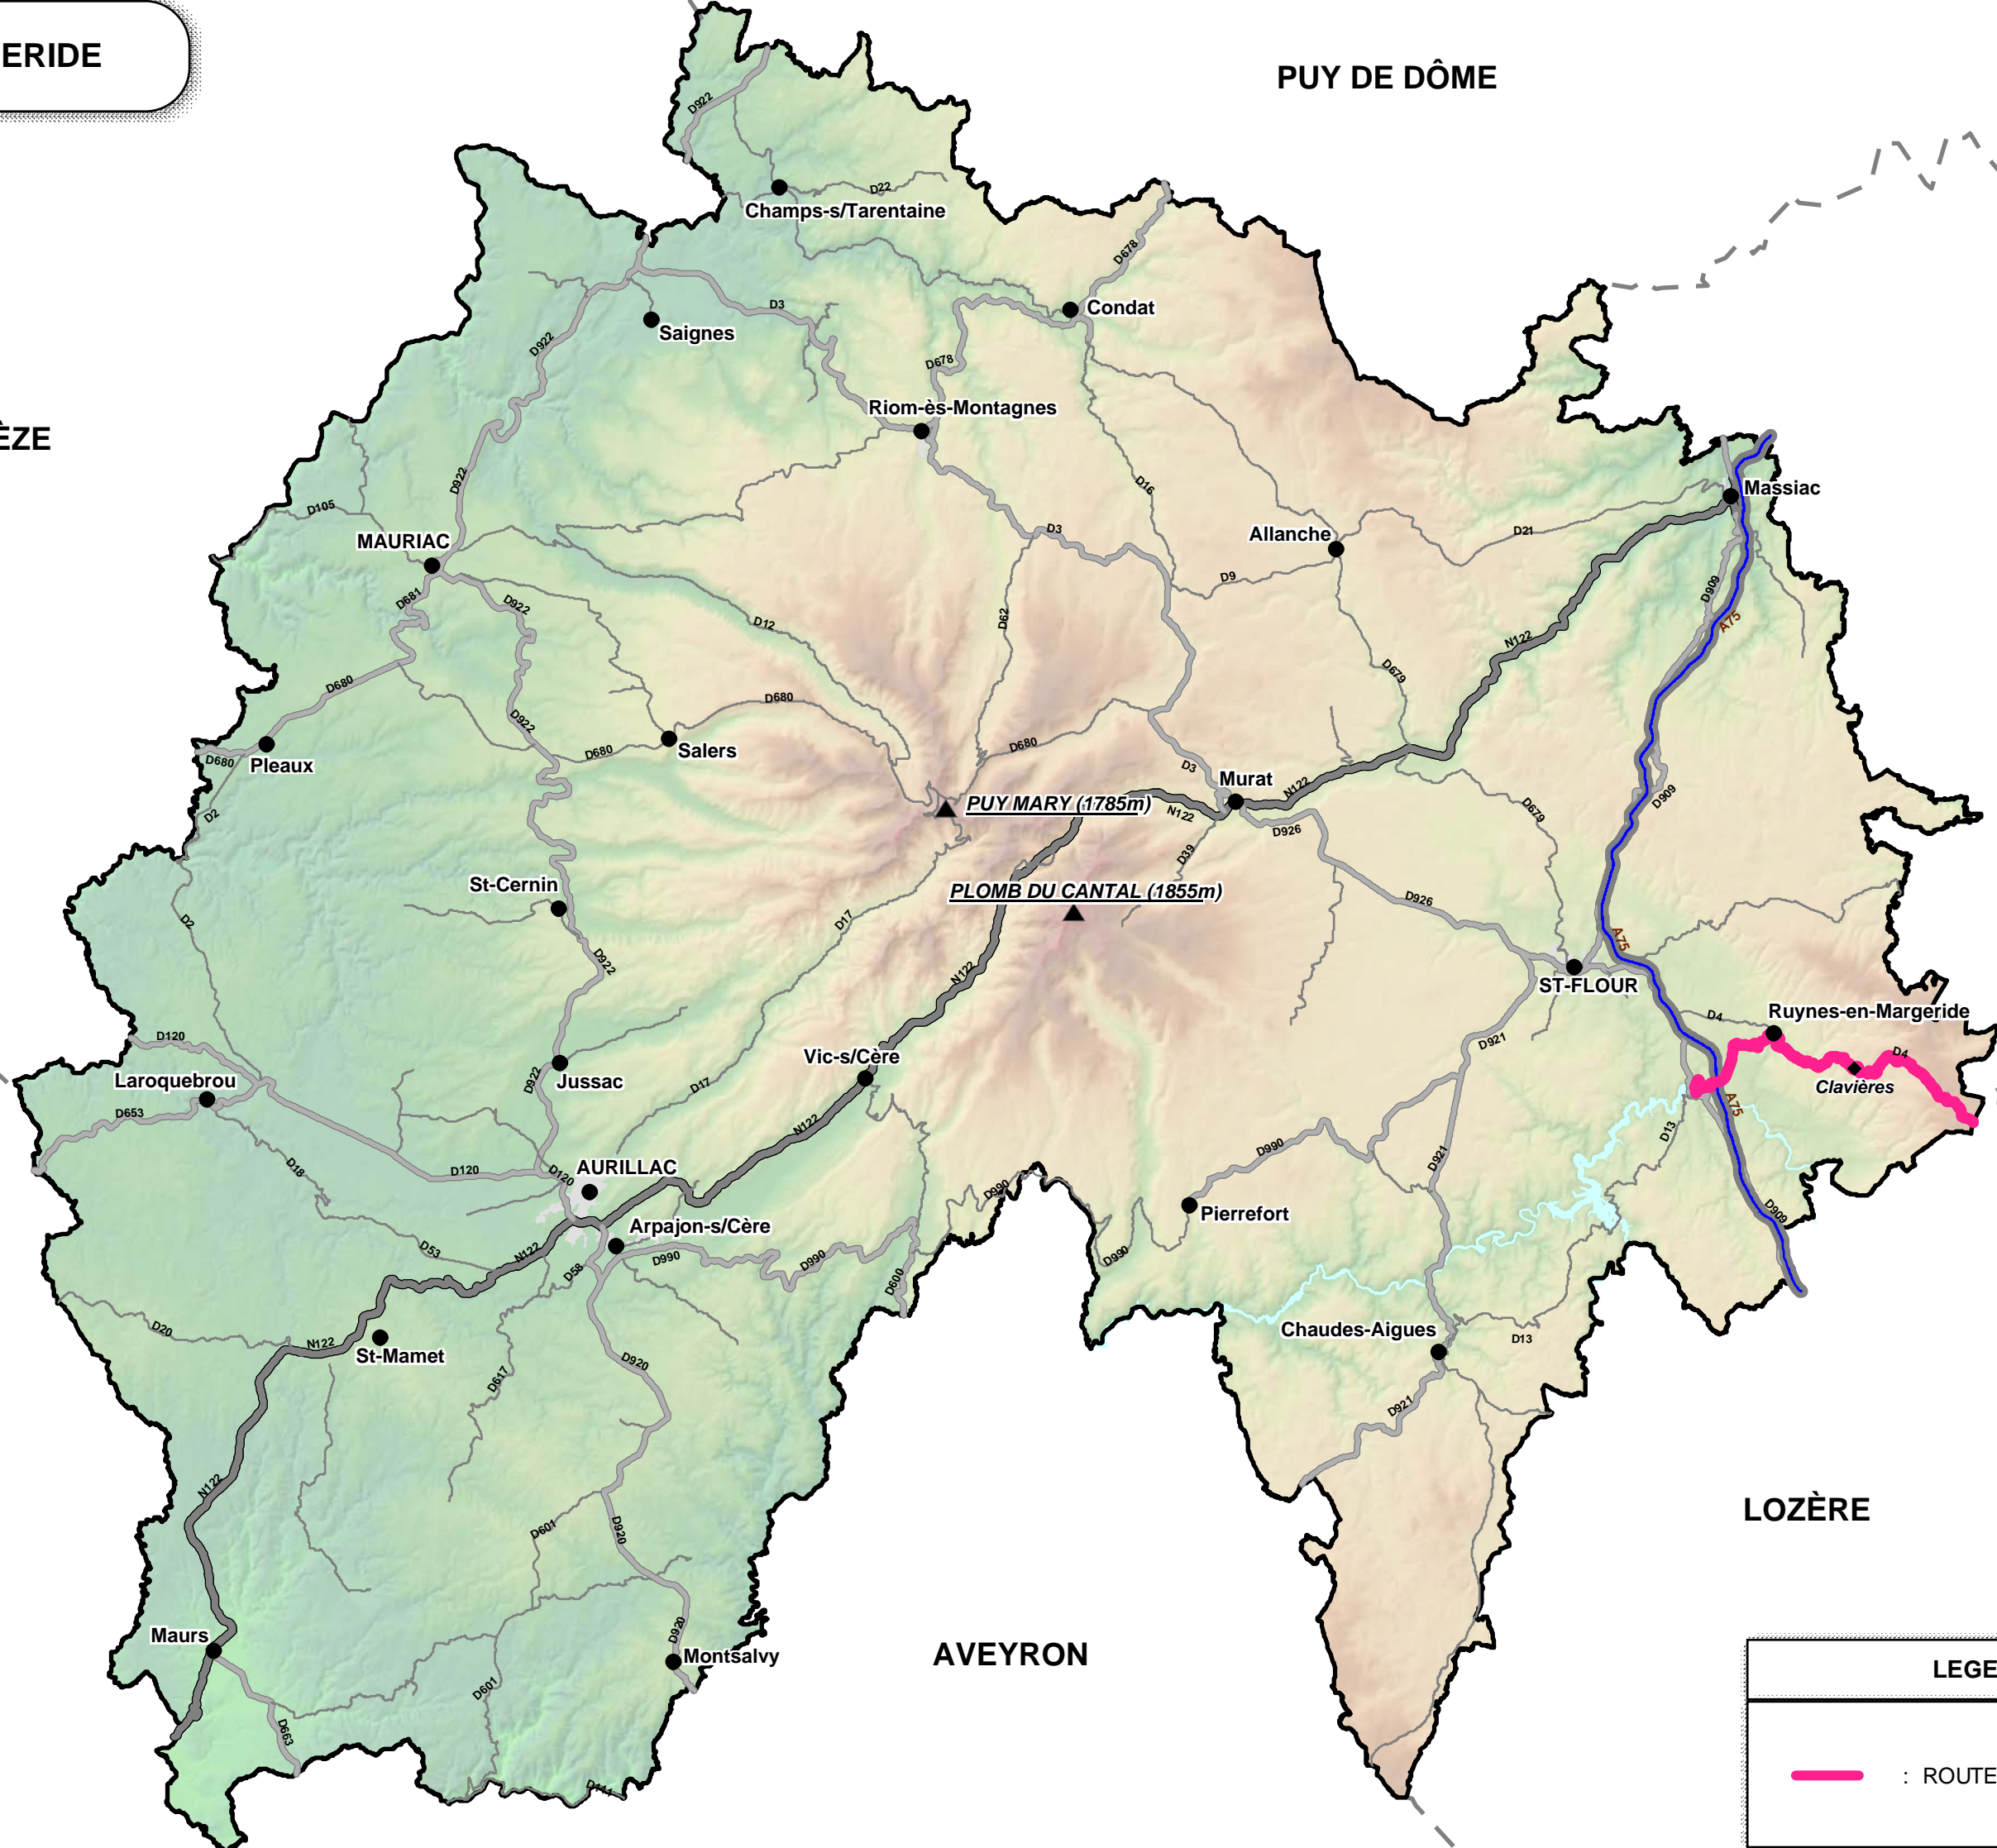 ERIDE
PUY DE DÔME
D922
D22
Champs-s/Tarentaine
D678
D3
Condat
Saignes
D922
D678
Riom-ès-Montagnes
ÈZE
D922
D16
Massiac
D105
D3
D21
Allanche
MAURIAC
D9
D909
D681
D922
D12
D62
A75
N122
D679
D680
D680
D922
Salers
D680
D680
D680
Pleaux
D3
Murat
N122
PUY MARY (1785m)
N122
D679
D909
D2
D926
D39
St-Cernin
PLOMB DU CANTAL (1855m)
D926
D2
D17
A75
D922
N122
ST-FLOUR
Ruynes-en-Margeride
D4
D120
D921
D4
Vic-s/Cère
Laroquebrou
D922
Jussac
D17
Clavières
D653
A75
N122
D13
D990
D921
D18
D120
D120
AURILLAC
D990
Pierrefort
D909
Arpajon-s/Cère
D53
N122
D990
D990
D990
D58
D600
D20
N122
St-Mamet
Chaudes-Aigues
D13
D920
D617
D921
N122
LOZÈRE
D601
D920
Maurs
D920
Montsalvy
AVEYRON
LEGE
D601
D663
: ROUTE
D111